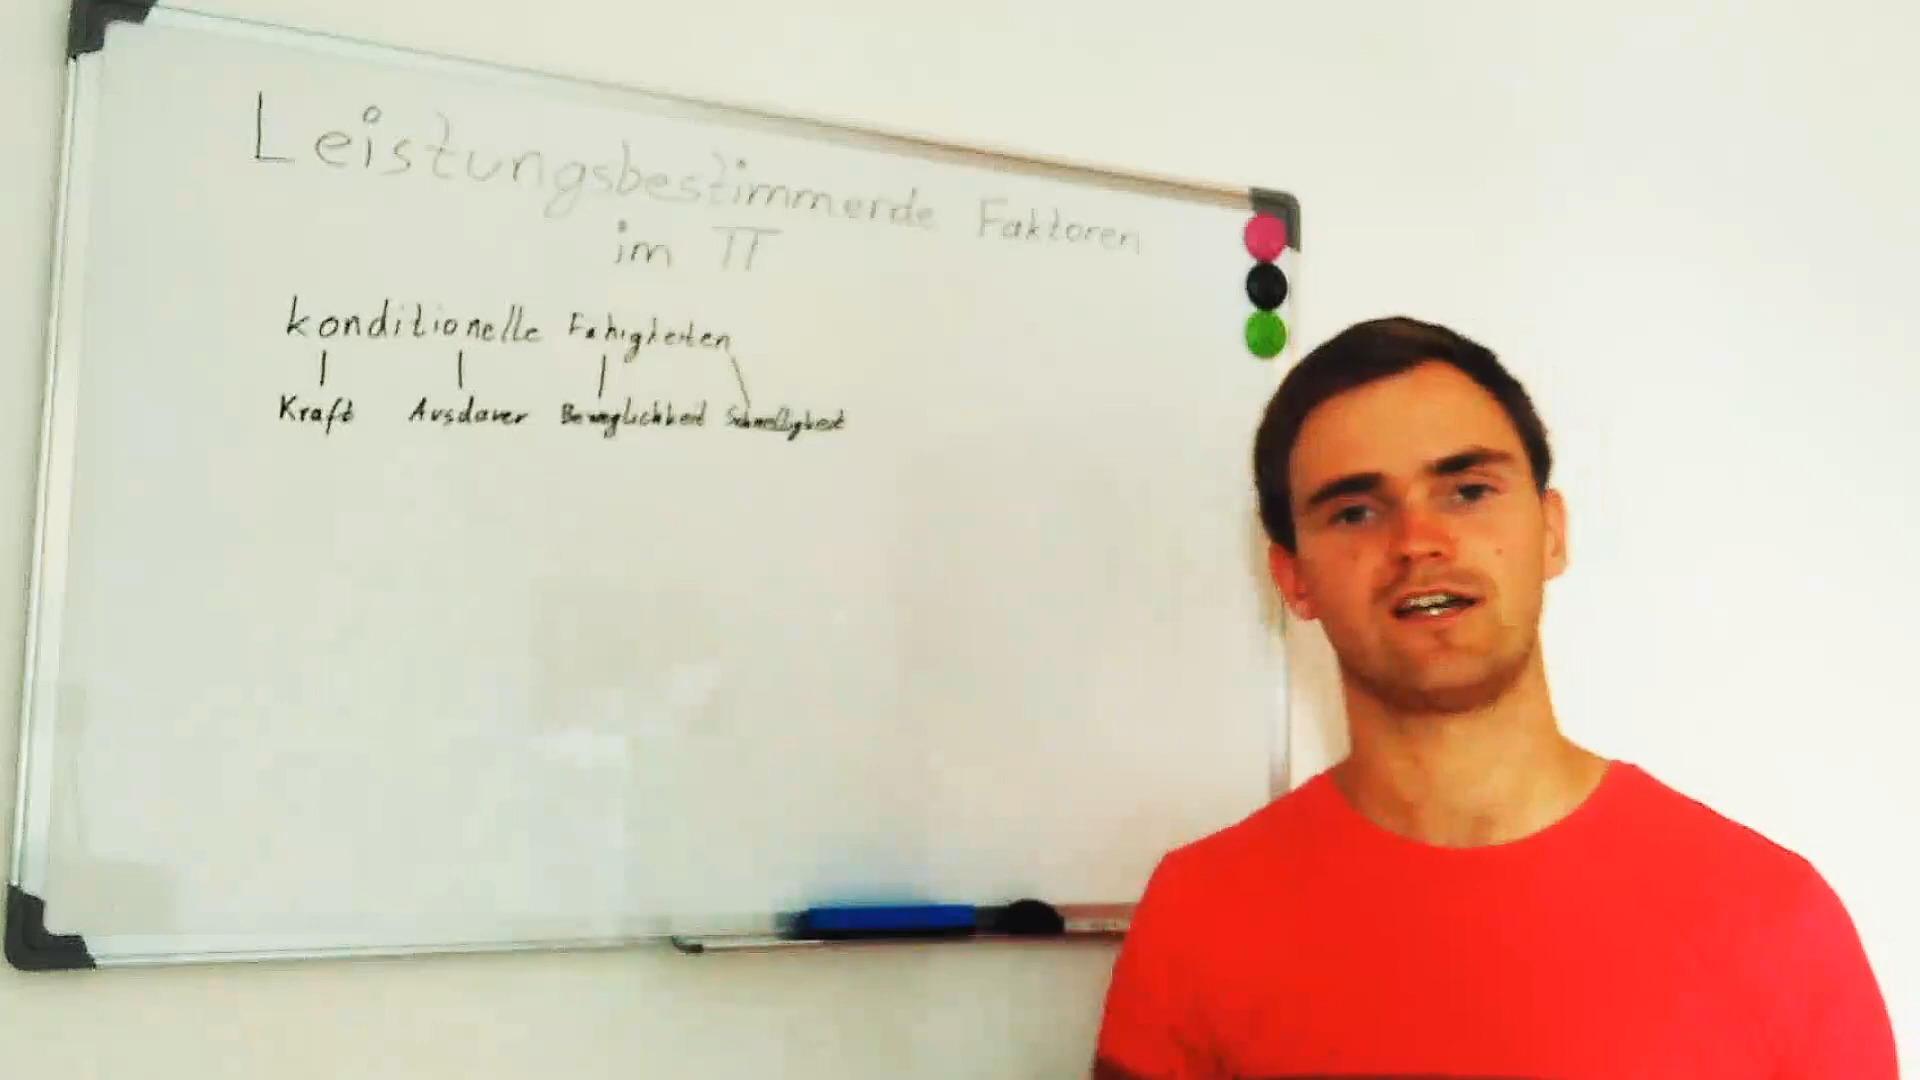 Leistungsbestimmende Faktoren
im TT
konditionelle Fähigkeiten
Kraft Ausdauer Beweglichkeit Schnelligkeit